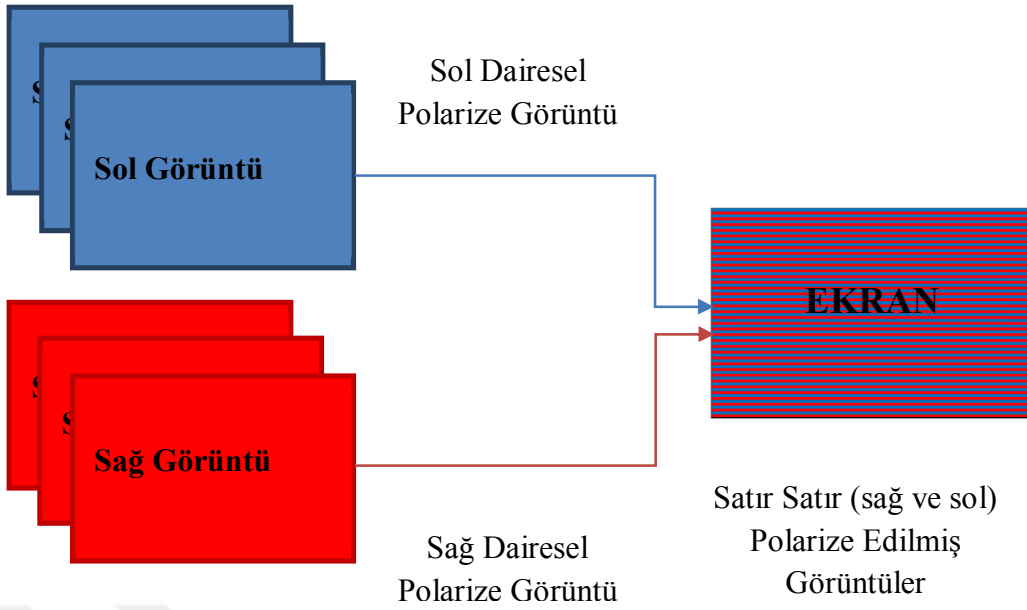 Sol Dairesel
Polarize Görüntü
S
S
Sol Görüntü
EKRAN
S
S
Sağ Görüntü
Sağ Dairesel
Polarize Görüntü
Satır Satır (sağ ve sol)
Polarize Edilmiş
Görüntüler